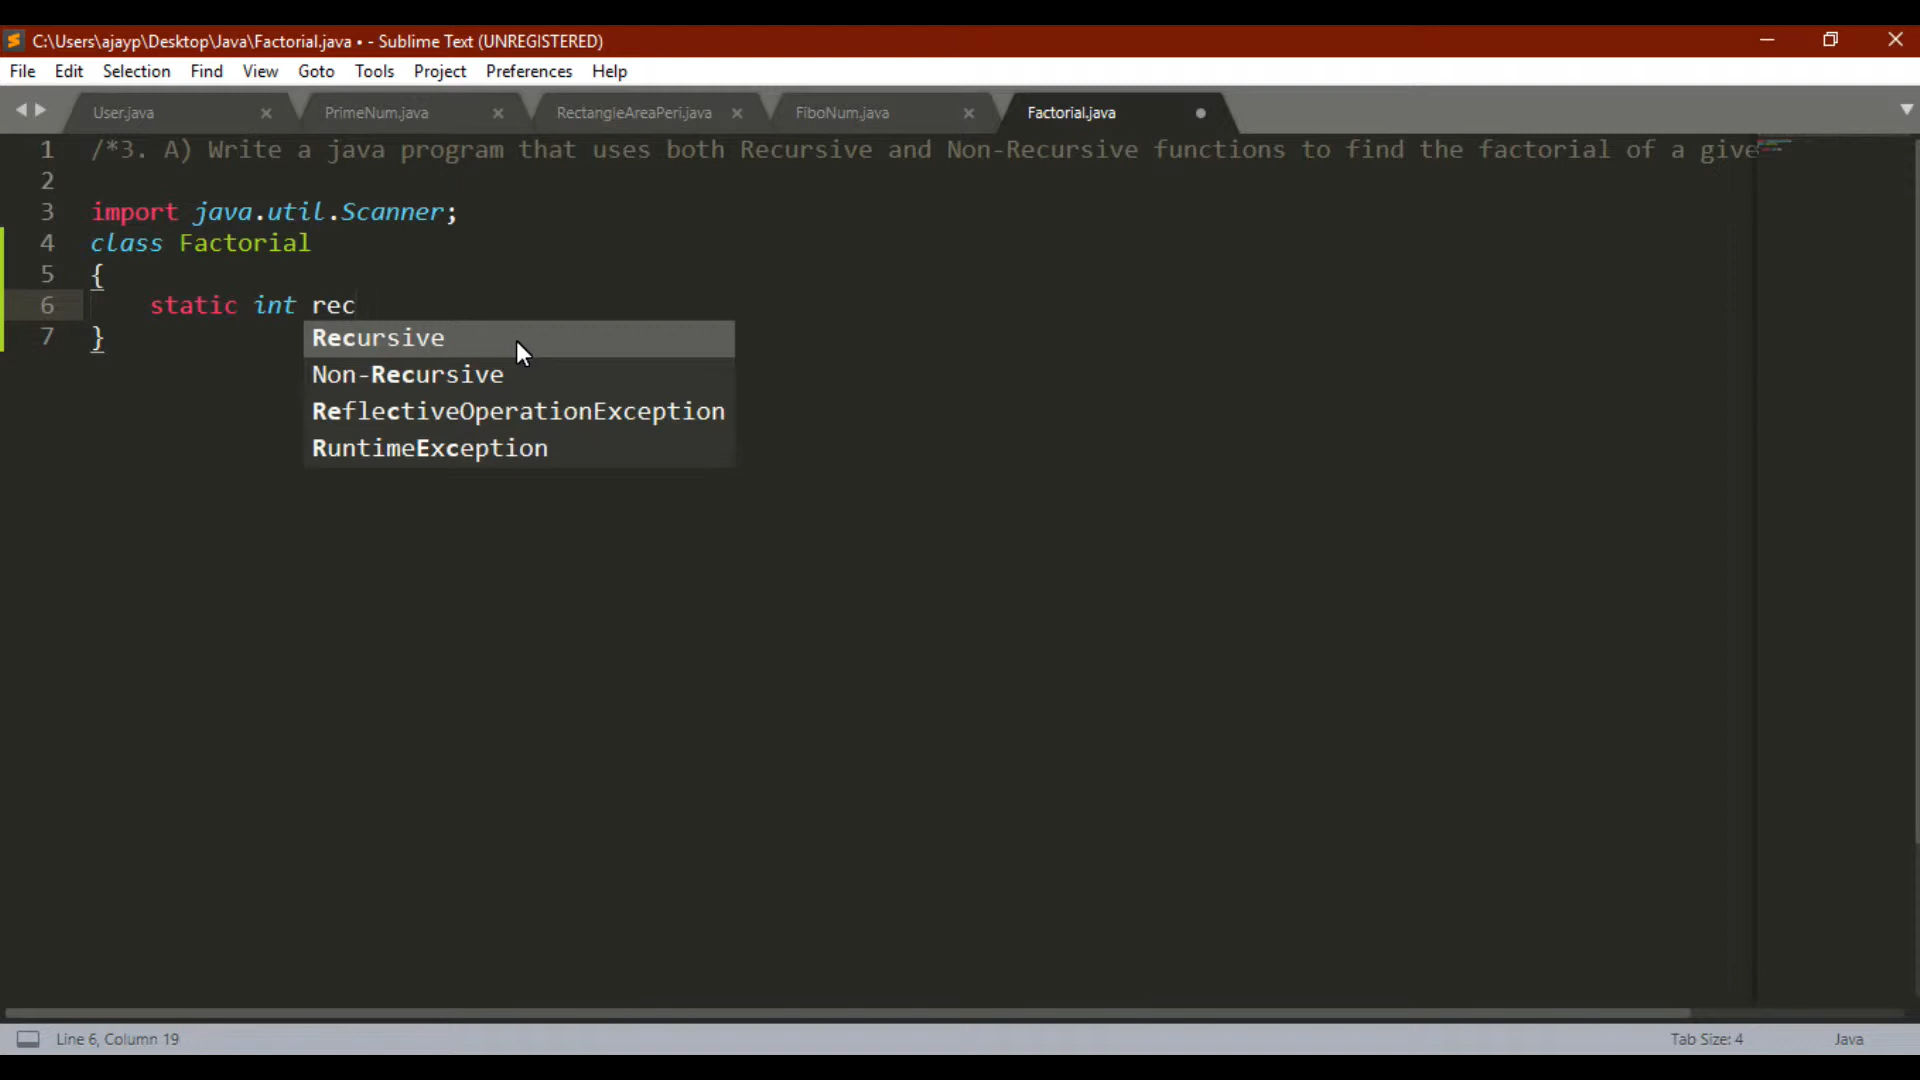 C:\Users\ajayp\Desktop\Java\Factorial.java • - Sublime Text (UNREGISTERED)
File Edit Selection Find View Goto Tools Project Preferences Help
User.java PrimeNum.java RectangleAreaPeri.java FiboNum.java Factorial.java
1 /*3. A) Write a java program that uses both Recursive and Non-Recursive functions to find the factorial of a give
2
3 import java.util.Scanner;
4 class Factorial
5 {
6 static int rec
7 }
Recursive
Non-Recursive
ReflectiveOperationException
RuntimeException
Line 6, Column 19 Tab Size: 4 Java